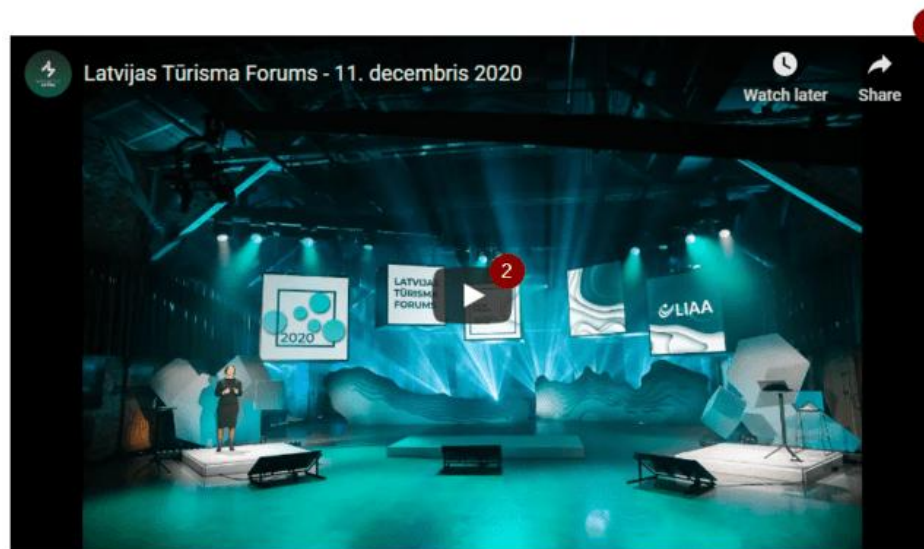 Latvijas Tūrisma Forums - 11. decembris 2020
Watch later
Share
2
LATVIJAS
TŪRISMA
FORUMS
2020
LIAA